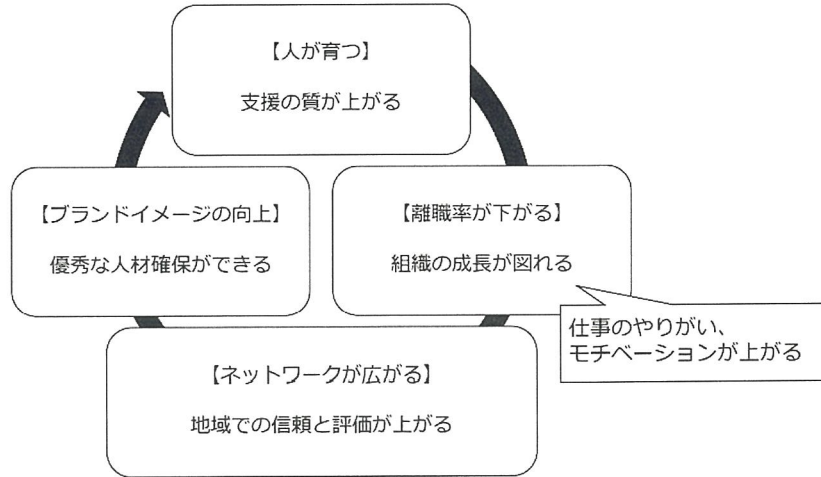 【人が育つ】
支援の質が上がる
【離職率が下がる】
組織の成長が図れる
仕事のやりがい、
モチベーションが上がる
【ネットワークが広がる】
地域での信頼と評価が上がる
【ブランドイメージの向上】
優秀な人材確保ができる